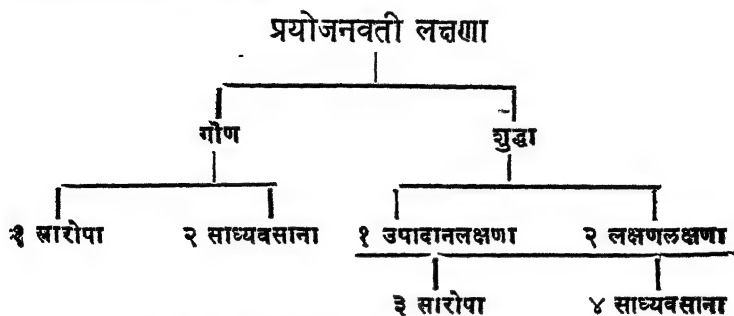 प्रयोजनवती लक्षणा
गौण शुद्धा
१ सारोपा २ साध्यवसाना १ उपादानलक्षणा २ लक्षणलक्षणा
३ सारोपा ४ साध्यवसाना